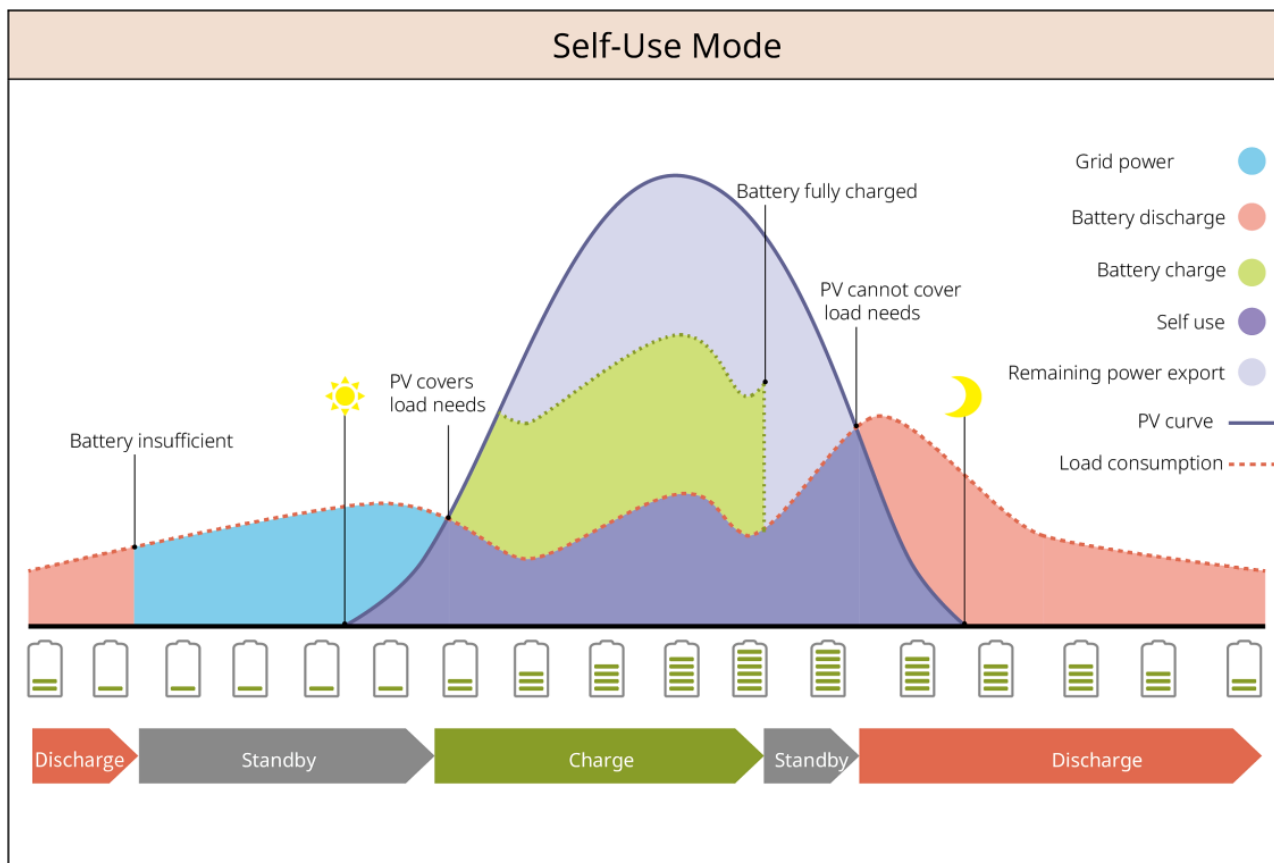 Self-Use Mode
Grid power
Battery fully charged
Battery discharge
Battery charge
PV cannot cover
load needs
Self use
PV covers
load needs
Remaining power export
PV curve
Battery insufficient
Load consumption
Discharge
Standby
Charge
Standby
Discharge